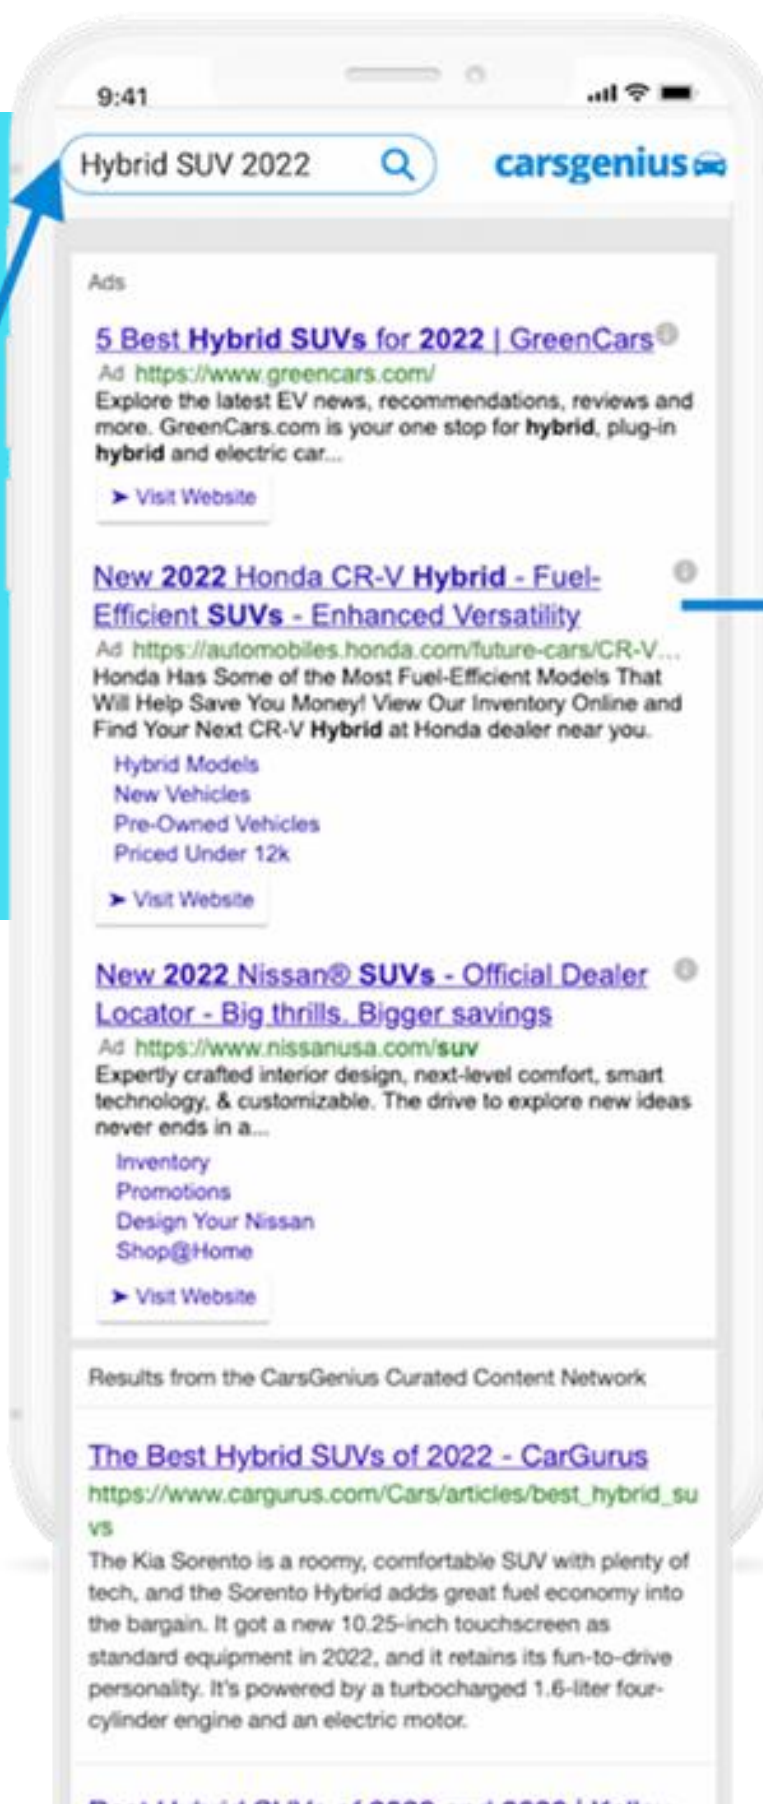 9:41
Hybrid SUV 2022
carsgenius
Ads
5 Best Hybrid SUVs for 2022 | GreenCars
Ad https://www.greencars.com/
Explore the latest EV news, recommendations, reviews and
more. GreenCars.com is your one stop for hybrid, plug-in
hybrid and electric car...
➤ Visit Website
New 2022 Honda CR-V Hybrid - Fuel-
Efficient SUVs - Enhanced Versatility
Ad https://automobiles.honda.com/future-cars/CR-V...
Honda Has Some of the Most Fuel-Efficient Models That
Will Help Save You Money! View Our Inventory Online and
Find Your Next CR-V Hybrid at Honda dealer near you.
Hybrid Models
New Vehicles
Pre-Owned Vehicles
Priced Under 12k
➤ Visit Website
New 2022 Nissan® SUVs - Official Dealer
Locator - Big thrills. Bigger savings
Ad https://www.nissanusa.com/suv
Expertly crafted interior design, next-level comfort, smart
technology, & customizable. The drive to explore new ideas
never ends in a...
Inventory
Promotions
Design Your Nissan
Shop@Home
➤ Visit Website
Results from the CarsGenius Curated Content Network
The Best Hybrid SUVs of 2022 - CarGurus
https://www.cargurus.com/Cars/articles/best_hybrid_su
vs
The Kia Sorento is a roomy, comfortable SUV with plenty of
tech, and the Sorento Hybrid adds great fuel economy into
the bargain. It got a new 10.25-inch touchscreen as
standard equipment in 2022, and it retains its fun-to-drive
personality. It's powered by a turbocharged 1.6-liter four-
cylinder engine and an electric motor.